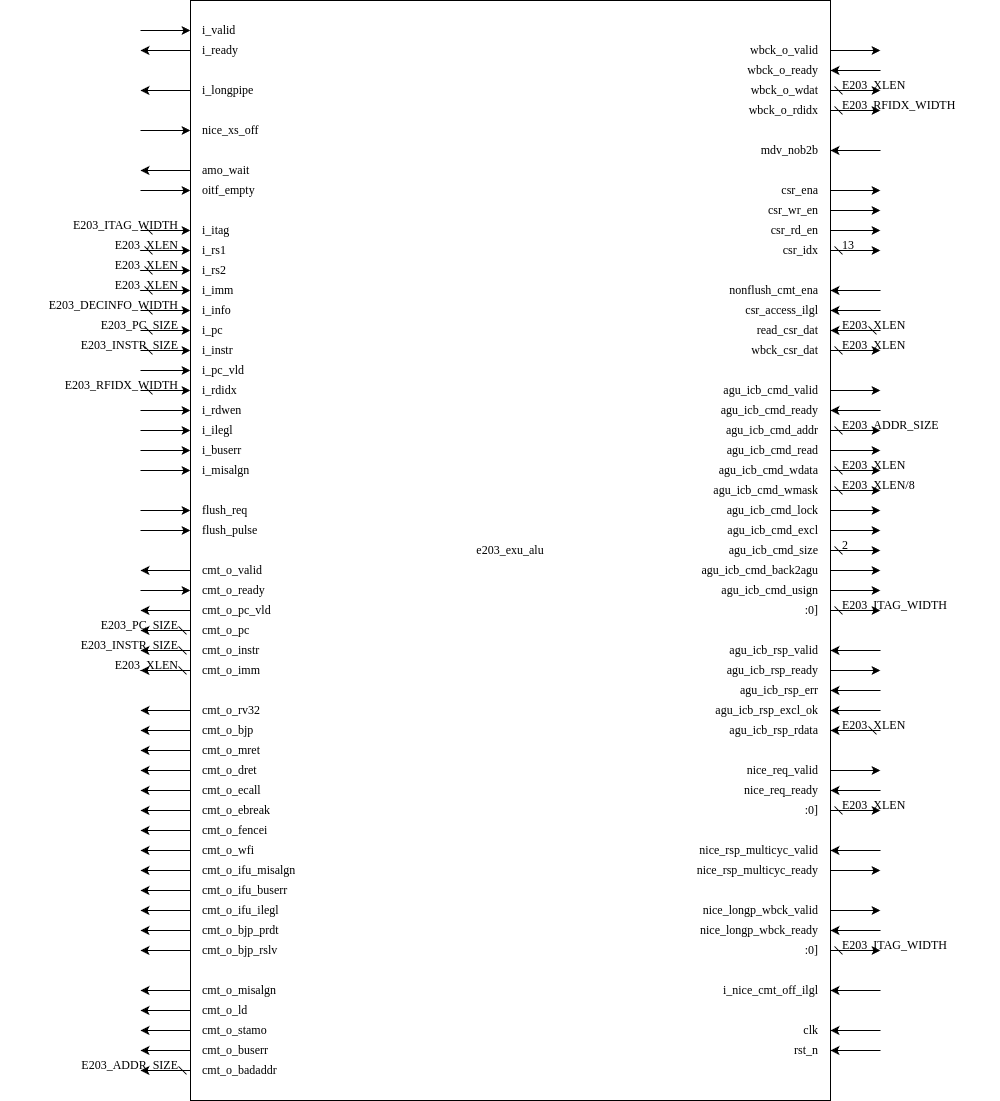 i_valid
i_ready
i_longpipe
nice_xs_off
amo_wait
oitf_empty
E203_ITAG_WIDTH i_itag
E203_XLEN i_rs1
E203_XLEN i_rs2
E203_XLEN i_imm
E203_DECINFO_WIDTH i_info
E203_PC_SIZE i_pc
E203_INSTR_SIZE i_instr
i_pc_vld
E203_RFIDX_WIDTH i_rdidx
i_rdwen
i_ilegl
i_buserr
i_misalgn
flush_req
flush_pulse
cmt_o_valid
cmt_o_ready
cmt_o_pc_vld
E203_PC_SIZE cmt_o_pc
E203_INSTR_SIZE cmt_o_instr
E203_XLEN cmt_o_imm
cmt_o_rv32
cmt_o_bjp
cmt_o_mret
cmt_o_dret
cmt_o_ecall
cmt_o_ebreak
cmt_o_fencei
cmt_o_wfi
cmt_o_ifu_misalgn
cmt_o_ifu_buserr
cmt_o_ifu_ilegl
cmt_o_bjp_prdt
cmt_o_bjp_rslv
cmt_o_misalgn
cmt_o_ld
cmt_o_stamo
cmt_o_buserr
E203_ADDR_SIZE cmt_o_badaddr
e203_exu_alu
wbck_o_valid
wbck_o_ready
wbck_o_wdat E203_XLEN
wbck_o_rdidx E203_RFIDX_WIDTH
mdv_nob2b
csr_ena
csr_wr_en
csr_rd_en
csr_idx 13
nonflush_cmt_ena
csr_access_ilgl
read_csr_dat E203_XLEN
wbck_csr_dat E203_XLEN
agu_icb_cmd_valid
agu_icb_cmd_ready
agu_icb_cmd_addr E203_ADDR_SIZE
agu_icb_cmd_read
agu_icb_cmd_wdata E203_XLEN
agu_icb_cmd_wmask E203_XLEN/8
agu_icb_cmd_lock
agu_icb_cmd_excl
agu_icb_cmd_size 2
agu_icb_cmd_back2agu
agu_icb_cmd_usign
:0] E203_ITAG_WIDTH
agu_icb_rsp_valid
agu_icb_rsp_ready
agu_icb_rsp_err
agu_icb_rsp_excl_ok
agu_icb_rsp_rdata E203_XLEN
nice_req_valid
nice_req_ready
:0] E203_XLEN
nice_rsp_multicyc_valid
nice_rsp_multicyc_ready
nice_longp_wbck_valid
nice_longp_wbck_ready
:0] E203_ITAG_WIDTH
i_nice_cmt_off_ilgl
clk
rst_n